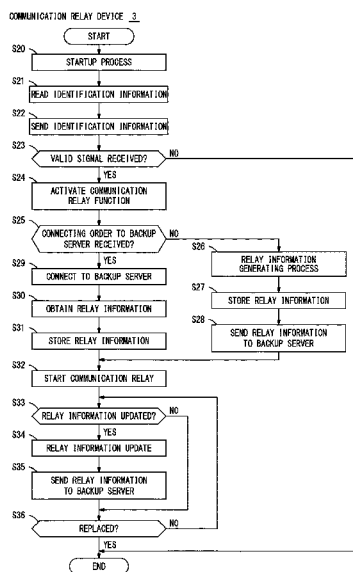 COMMUNICATION RELAY DEVICE 3
START
S20
STARTUP PROCESS
S21
READ IDENTIFICATION INFORMATION
S22
SEND IDENTIFICATION INFORMATION
S23
VALID SIGNAL RECEIVED?
NO
YES
S24
ACTIVATE COMMUNICATION
RELAY FUNCTION
S25
CONNECTING ORDER TO BACKUP
SERVER RECEIVED?
NO
YES
S26
RELAY INFORMATION
GENERATING PROCESS
S27
STORE RELAY INFORMATION
S28
SEND RELAY INFORMATION
TO BACKUP SERVER
S29
CONNECT TO BACKUP SERVER
S30
OBTAIN RELAY INFORMATION
S31
STORE RELAY INFORMATION
S32
START COMMUNICATION RELAY
S33
RELAY INFORMATION UPDATED?
NO
YES
S34
RELAY INFORMATION UPDATE
S35
SEND RELAY INFORMATION
TO BACKUP SERVER
S36
REPLACED?
NO
YES
END